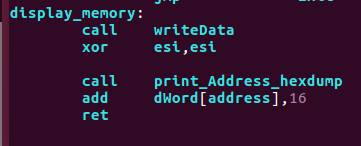 display_memory:
call writeData
xor esi,esi
call print_Address_hexdump
add dWord[address],16
ret